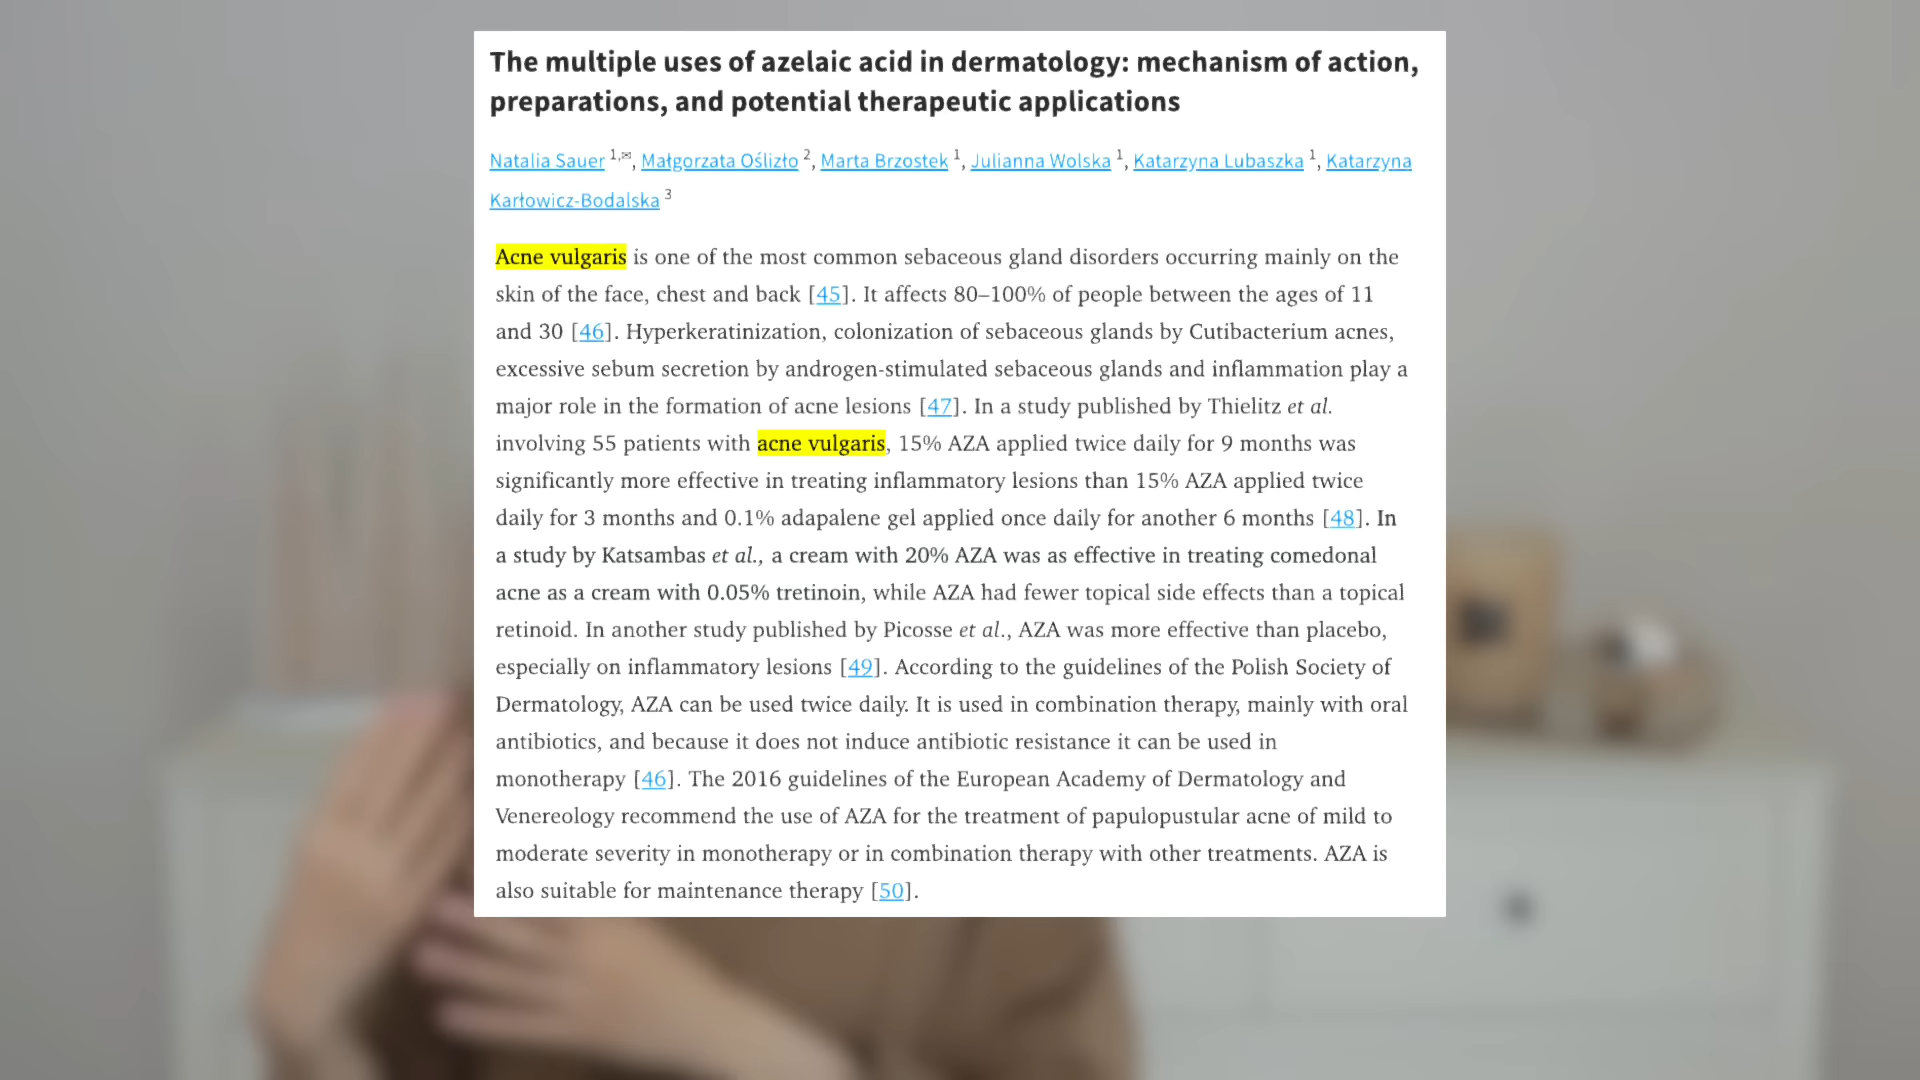 The multiple uses of azelaic acid in dermatology: mechanism of action,
preparations, and potential therapeutic applications
Natalia Sauer 1,✉, Małgorzata Oślizło 2, Marta Brzostek 1, Julianna Wolska 1, Katarzyna Lubaszka 1, Katarzyna
Karłowicz-Bodalska 3
Acne vulgaris is one of the most common sebaceous gland disorders occurring mainly on the
skin of the face, chest and back [45]. It affects 80–100% of people between the ages of 11
and 30 [46]. Hyperkeratinization, colonization of sebaceous glands by Cutibacterium acnes,
excessive sebum secretion by androgen-stimulated sebaceous glands and inflammation play a
major role in the formation of acne lesions [47]. In a study published by Thielitz et al.
involving 55 patients with acne vulgaris, 15% AZA applied twice daily for 9 months was
significantly more effective in treating inflammatory lesions than 15% AZA applied twice
daily for 3 months and 0.1% adapalene gel applied once daily for another 6 months [48]. In
a study by Katsambas et al., a cream with 20% AZA was as effective in treating comedonal
acne as a cream with 0.05% tretinoin, while AZA had fewer topical side effects than a topical
retinoid. In another study published by Picosse et al., AZA was more effective than placebo,
especially on inflammatory lesions [49]. According to the guidelines of the Polish Society of
Dermatology, AZA can be used twice daily. It is used in combination therapy, mainly with oral
antibiotics, and because it does not induce antibiotic resistance it can be used in
monotherapy [46]. The 2016 guidelines of the European Academy of Dermatology and
Venereology recommend the use of AZA for the treatment of papulopustular acne of mild to
moderate severity in monotherapy or in combination therapy with other treatments. AZA is
also suitable for maintenance therapy [50].